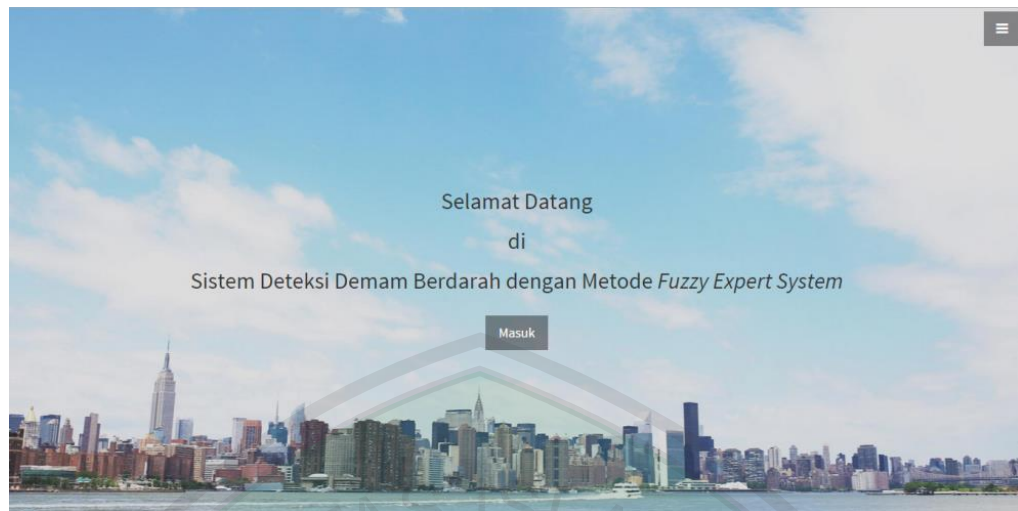 Selamat Datang
di
Sistem Deteksi Demam Berdarah dengan Metode Fuzzy Expert System
Masuk